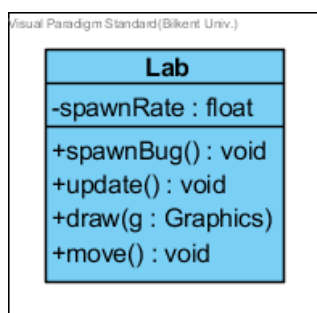 Visual Paradigm Standard(Bilkent Univ.)
Lab
-spawnRate : float
+spawnBug() : void
+update() : void
+draw(g : Graphics)
+move() : void